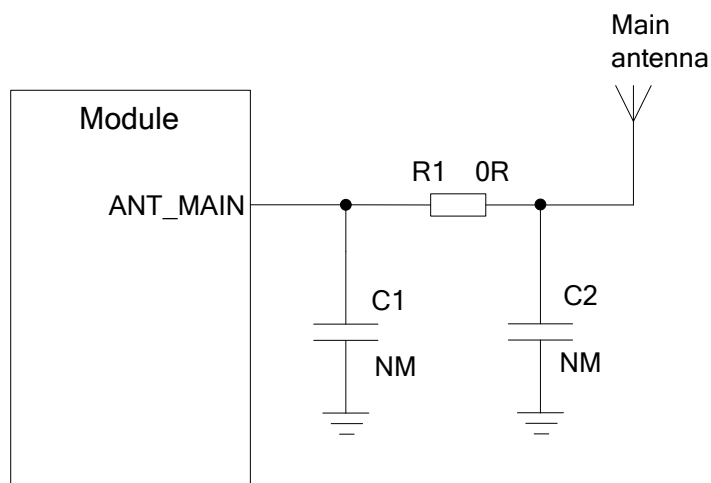 Main
antenna
Module
R1 0R
ANT_MAIN
C1
C2
NM
NM